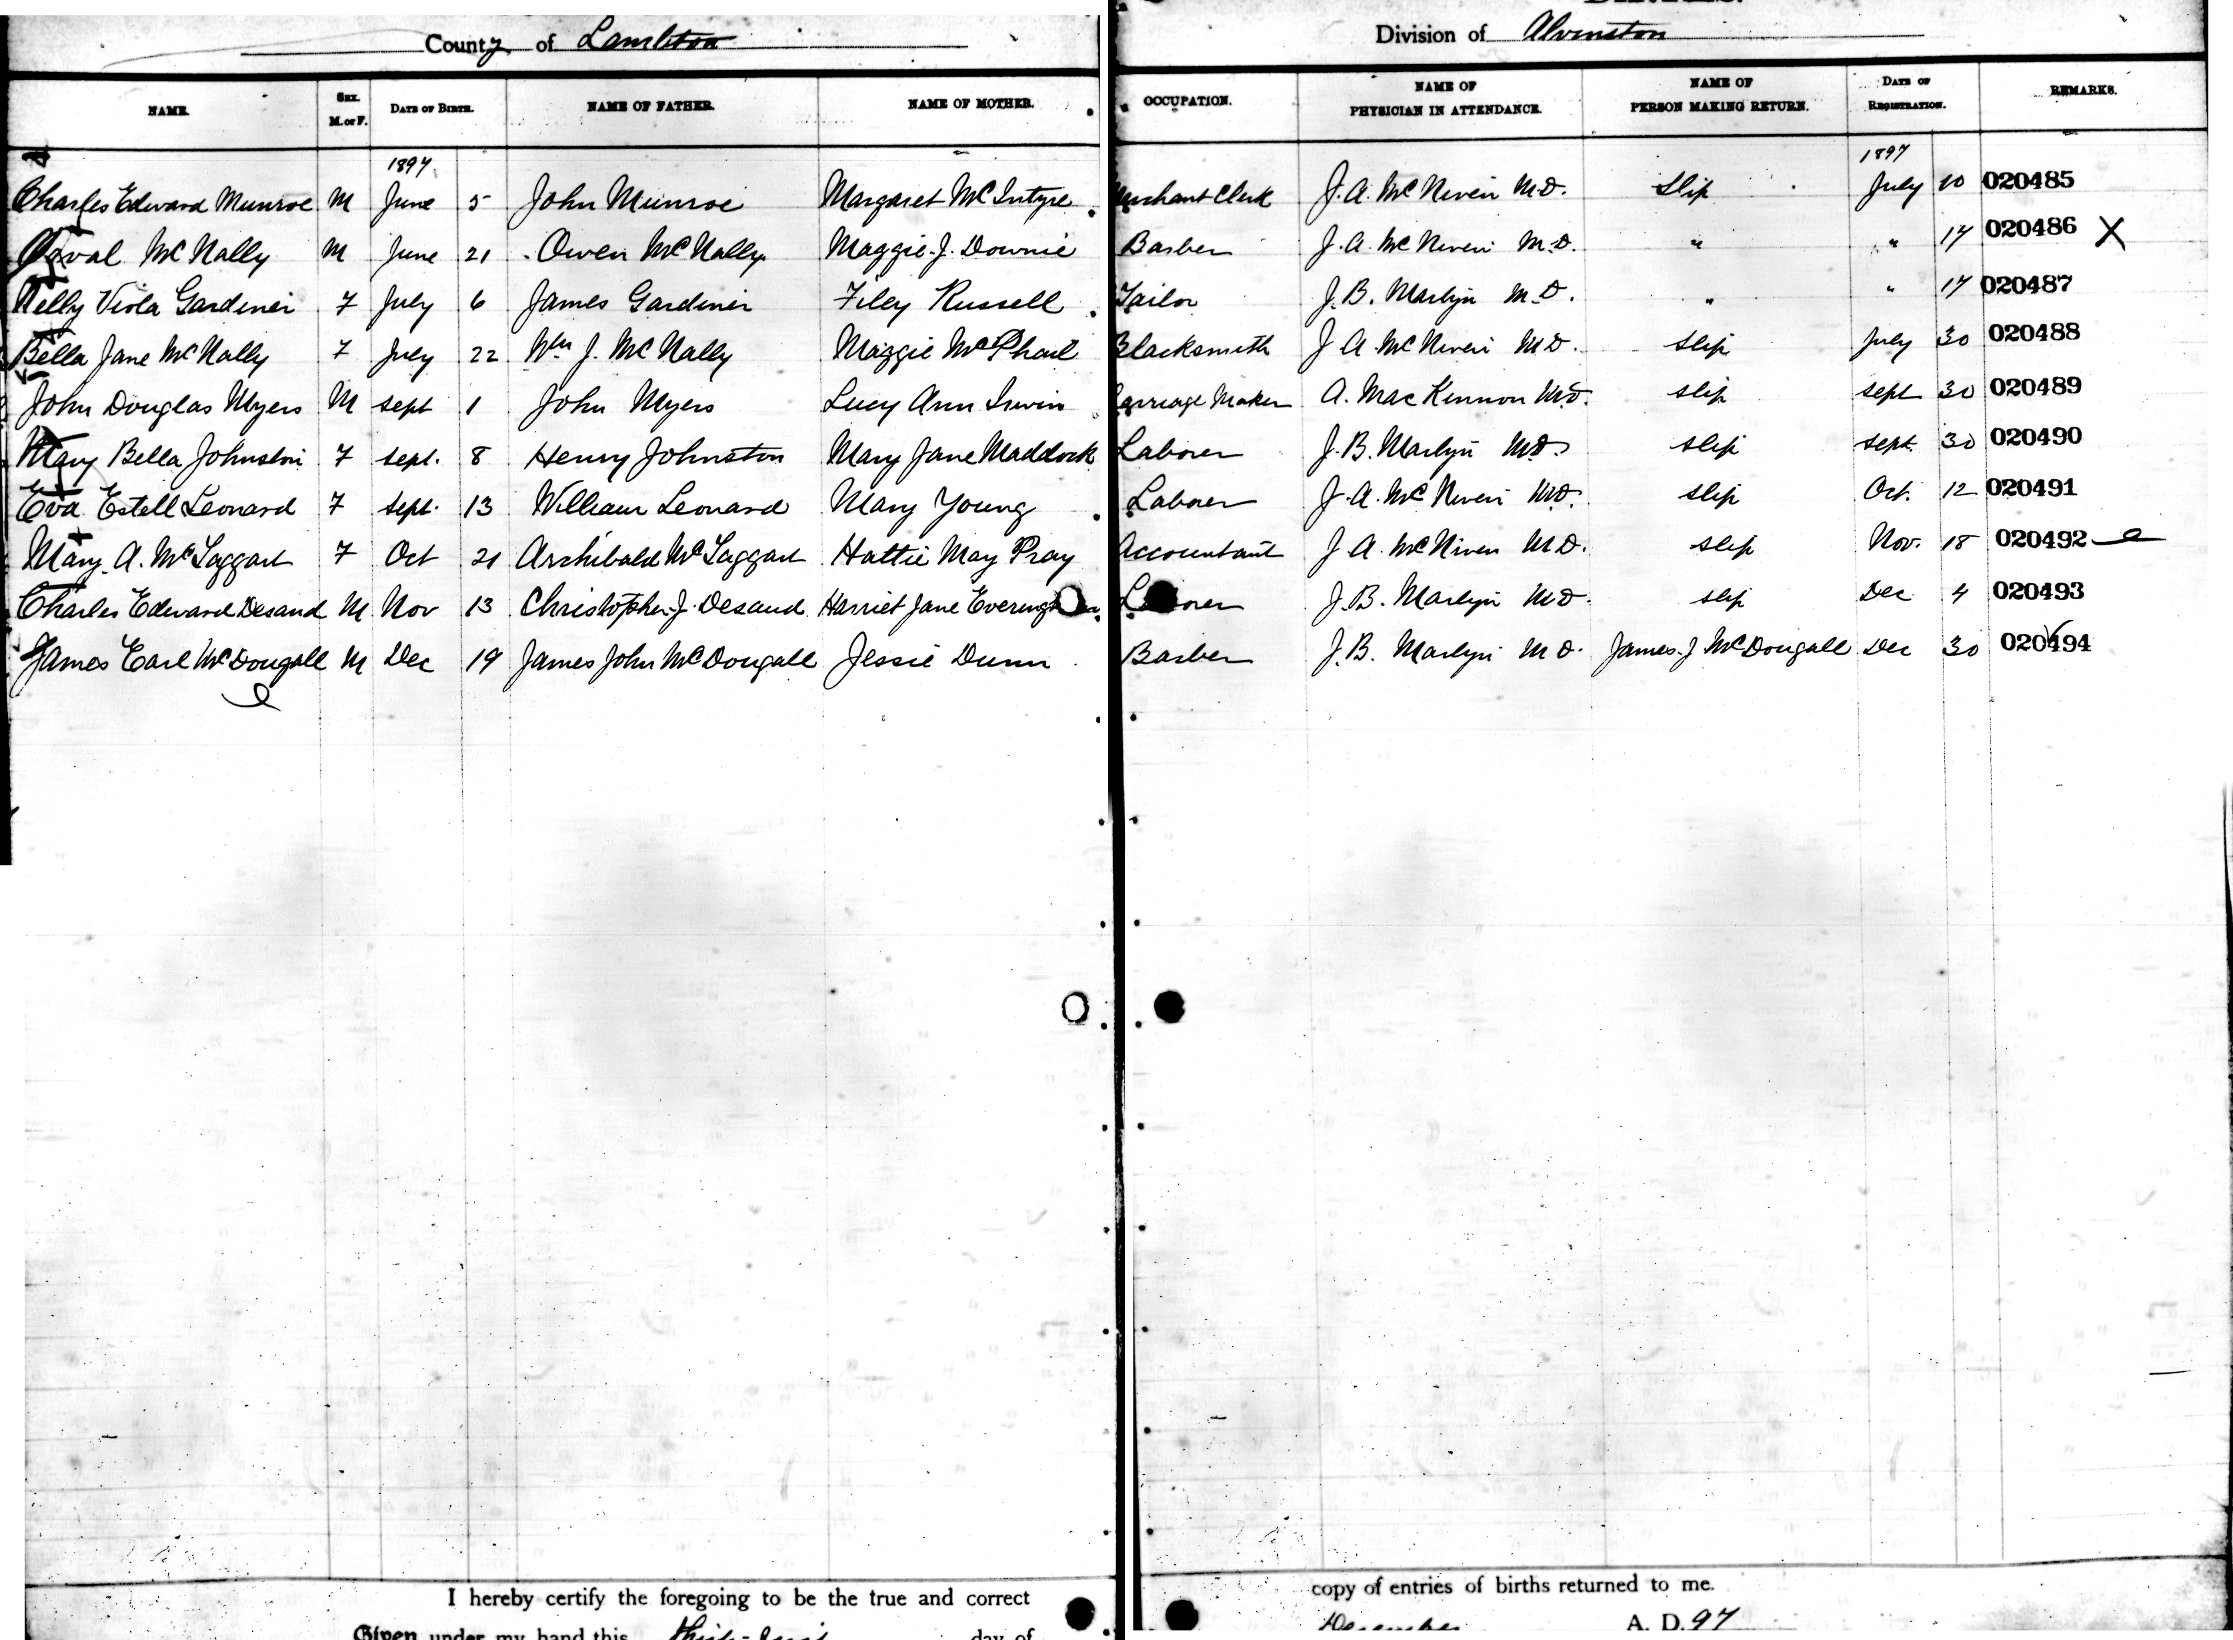 County of Lambton Division of Alvinston
NAME. SEX. M. or F. DATE OF BIRTH. NAME OF FATHER. NAME OF MOTHER. OCCUPATION. NAME OF PHYSICIAN IN ATTENDANCE. NAME OF PERSON MAKING RETURN. DATE OF REGISTRATION. REMARKS.
1897 1897
Charles Edward Munroe M June 5 John Munroe Margaret McIntyre Merchant Clerk J. A. McNiven M.D. Slip July 10 020485
Orval McNally M June 21 Owen McNally Maggie J. Downie Barber J. A. McNiven M.D. " " 17 020486 X
Nelly Viola Gardiner F July 6 James Gardiner Filey Russell Tailor J. B. Marlyn M.D. " " 17 020487
Bella Jane McNally F July 22 Wm J. McNally Maggie McPhail Blacksmith J A McNiven M.D. Slip July 30 020488
John Douglas Myers M Sept 1 John Myers Lucy Ann Irwin Carriage Maker A. MacKinnon M.D. Slip Sept 30 020489
Mary Bella Johnston F Sept. 8 Henry Johnston Mary Jane Maddock Laborer J. B. Marlyn M.D. Slip Sept 30 020490
Eva Estell Leonard F Sept. 13 William Leonard Mary Young Laborer J. A. McNiven M.D. Slip Oct. 12 020491
Mary A. McTaggart F Oct 21 Archibald McTaggart Hattie May Pray Accountant J. A. McNiven M.D. Slip Nov. 18 020492
Charles Edward Desaud M Nov 13 Christopher J. Desaud Harriet Jane Laborer J. B. Marlyn M.D. Slip Dec 4 020493
James Earl McDougall M Dec 19 James John McDougall Jessie Dunn Barber J. B. Marlyn M.D. James J McDougall Dec 30 020494
I hereby certify the foregoing to be the true and correct copy of entries of births returned to me.
Given under my hand this day of December A. D. 97